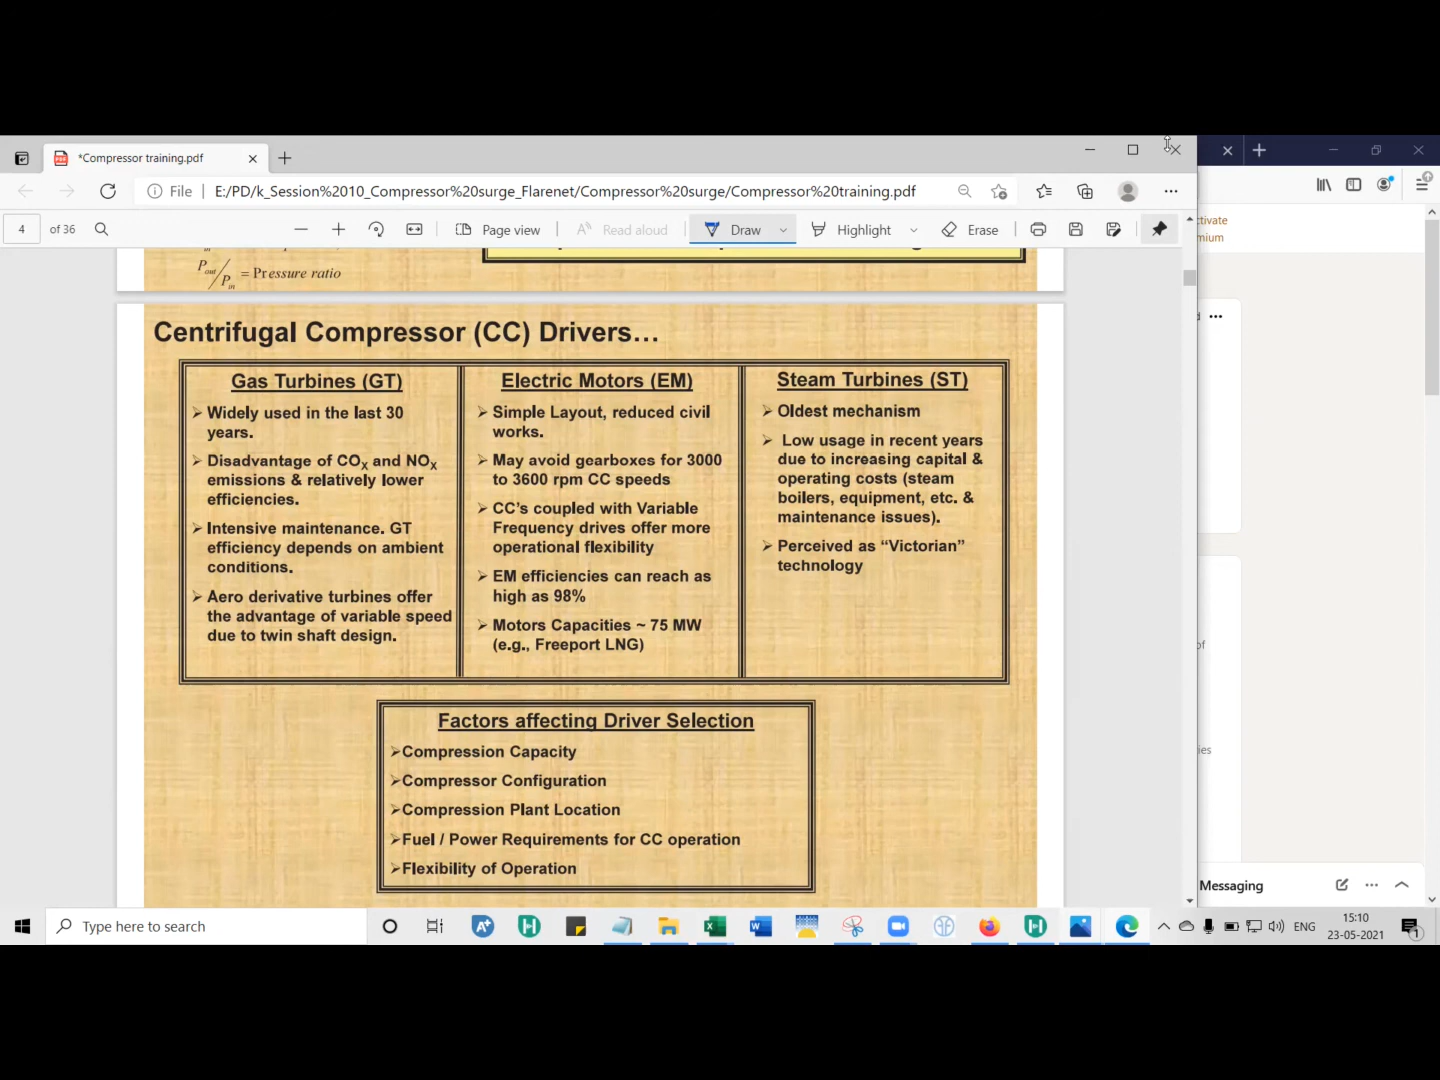 *Compressor training.pdf
File
E:/PD/k_Session%2010_Compressor%20surge_Flarenet/Compressor%20surge/Compressor%20training.pdf
4 of 36
Page view
Read aloud
Draw
Highlight
Erase
P_out / P_in = Pressure ratio
Centrifugal Compressor (CC) Drivers…
Gas Turbines (GT)
➢ Widely used in the last 30
years.
➢ Disadvantage of COX and NOX
emissions & relatively lower
efficiencies.
➢ Intensive maintenance. GT
efficiency depends on ambient
conditions.
➢ Aero derivative turbines offer
the advantage of variable speed
due to twin shaft design.
Electric Motors (EM)
➢ Simple Layout, reduced civil
works.
➢ May avoid gearboxes for 3000
to 3600 rpm CC speeds
➢ CC's coupled with Variable
Frequency drives offer more
operational flexibility
➢ EM efficiencies can reach as
high as 98%
➢ Motors Capacities ~ 75 MW
(e.g., Freeport LNG)
Steam Turbines (ST)
➢ Oldest mechanism
➢ Low usage in recent years
due to increasing capital &
operating costs (steam
boilers, equipment, etc. &
maintenance issues).
➢ Perceived as “Victorian”
technology
Factors affecting Driver Selection
➢Compression Capacity
➢Compressor Configuration
➢Compression Plant Location
➢Fuel / Power Requirements for CC operation
➢Flexibility of Operation
Messaging
Type here to search
ENG
15:10
23-05-2021